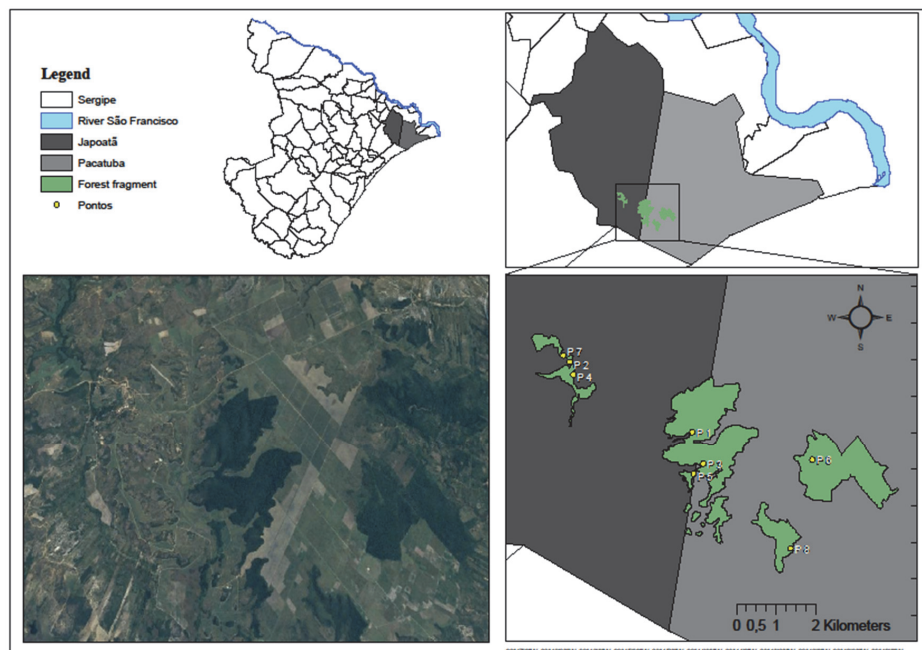 Legend
Sergipe
River São Francisco
Japoatã
Pacatuba
Forest fragment
Pontos
N
W E
S
P 7
P 2
P 4
P 1
P 3
P 5
P 6
P 8
0 0,5 1 2 Kilometers